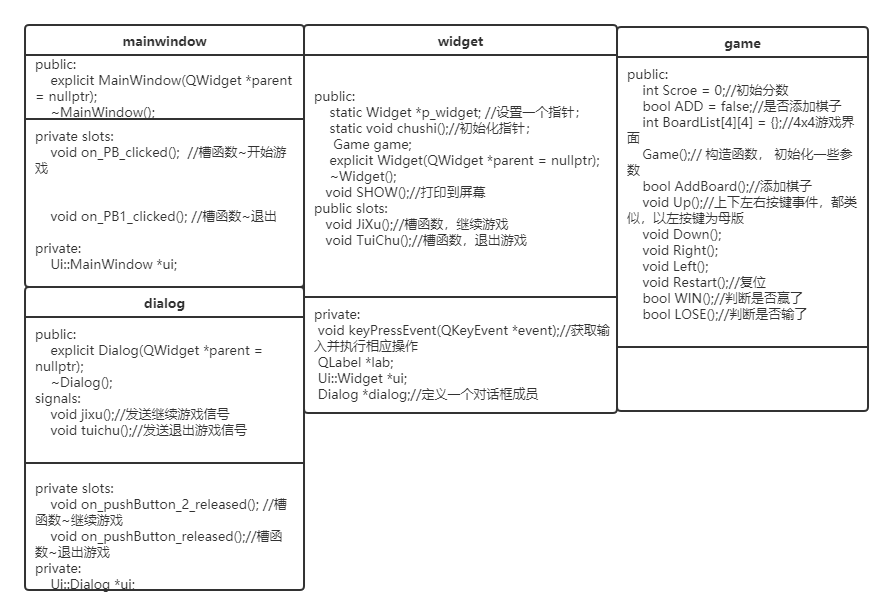 mainwindow
public:
explicit MainWindow(QWidget *parent
= nullptr);
~MainWindow();
private slots:
void on_PB_clicked();  //槽函数~开始游
戏
void on_PB1_clicked(); //槽函数~退出
private:
Ui::MainWindow *ui;
dialog
public:
explicit Dialog(QWidget *parent =
nullptr);
~Dialog();
signals:
void jixu();//发送继续游戏信号
void tuichu();//发送退出游戏信号
private slots:
void on_pushButton_2_released(); //槽
函数~继续游戏
void on_pushButton_released();//槽函
数~退出游戏
private:
Ui::Dialog *ui;
widget
public:
static Widget *p_widget; //设置一个指针；
static void chushi();//初始化指针；
Game game;
explicit Widget(QWidget *parent = nullptr);
~Widget();
void SHOW();//打印到屏幕
public slots:
void JiXu();//槽函数，继续游戏
void TuiChu();//槽函数，退出游戏
private:
void keyPressEvent(QKeyEvent *event);//获取输
入并执行相应操作
QLabel *lab;
Ui::Widget *ui;
Dialog *dialog;//定义一个对话框成员
game
public:
int Scroe = 0;//初始分数
bool ADD = false;//是否添加棋子
int BoardList[4][4] = {};//4x4游戏界
面
Game();// 构造函数， 初始化一些参
数
bool AddBoard();//添加棋子
void Up();//上下左右按键事件，都类
似，以左按键为母版
void Down();
void Right();
void Left();
void Restart();//复位
bool WIN();//判断是否赢了
bool LOSE();//判断是否输了